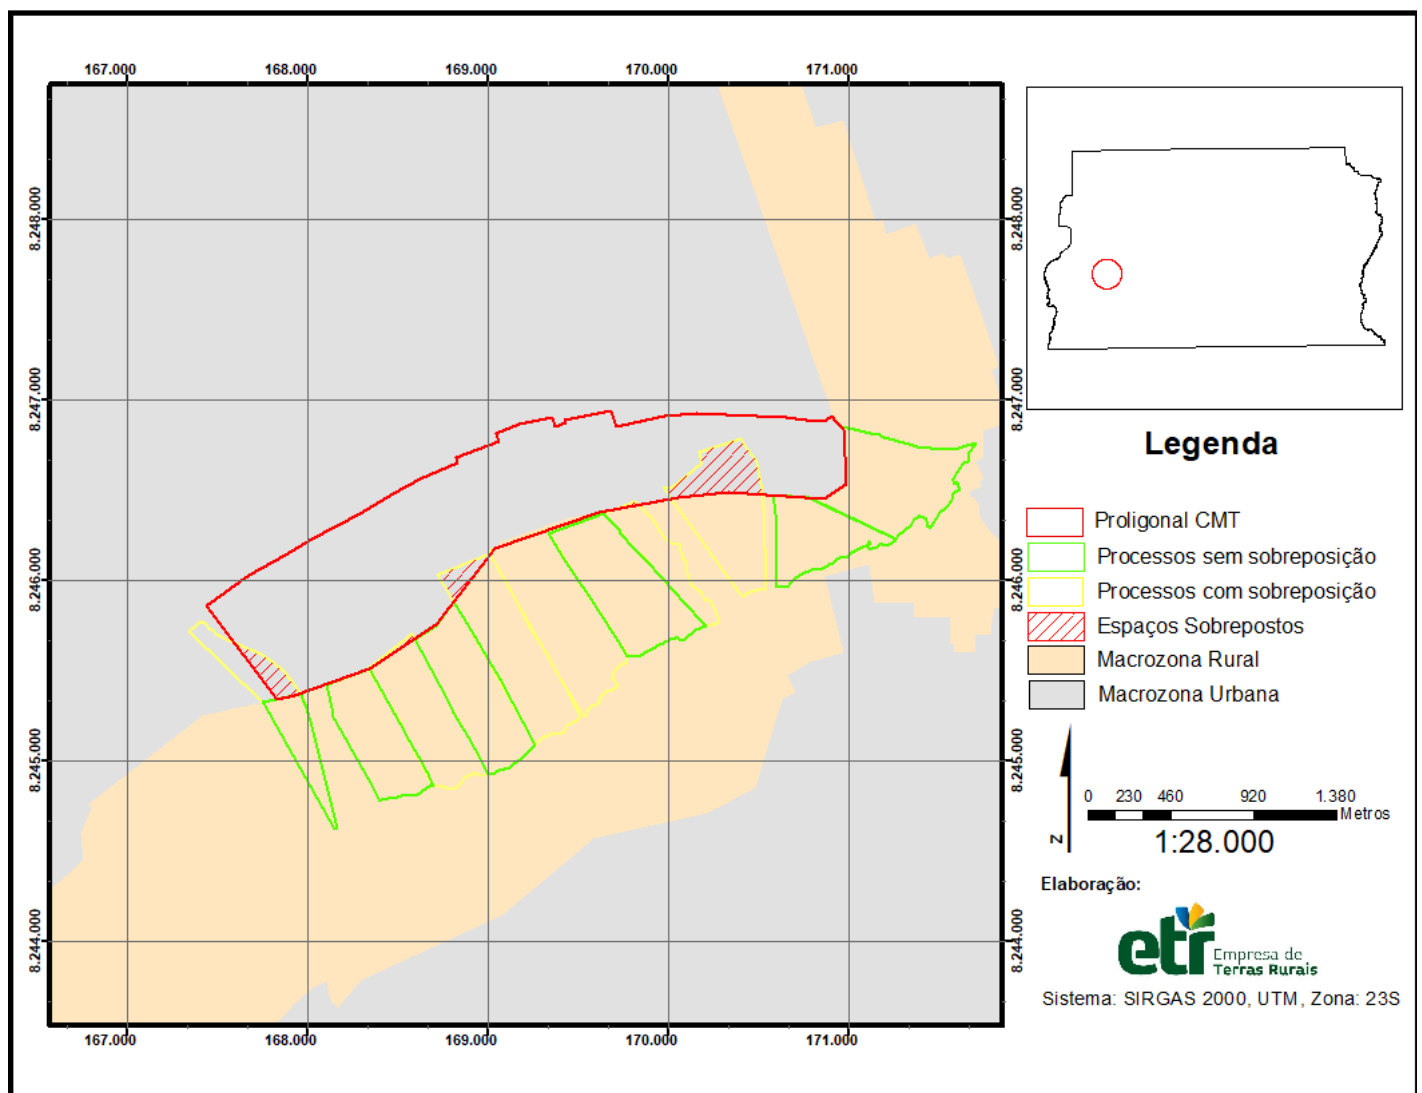 167.000 168.000 169.000 170.000 171.000
8.248.000
8.247.000
8.246.000
8.245.000
8.244.000
8.248.000
8.247.000
8.246.000
8.245.000
8.244.000
167.000 168.000 169.000 170.000 171.000
Legenda
Proligonal CMT
Processos sem sobreposição
Processos com sobreposição
Espaços Sobrepostos
Macrozona Rural
Macrozona Urbana
Z
0 230 460 920 1.380
Metros
1:28.000
Elaboração:
etr Empresa de
Terras Rurais
Sistema: SIRGAS 2000, UTM, Zona: 23S